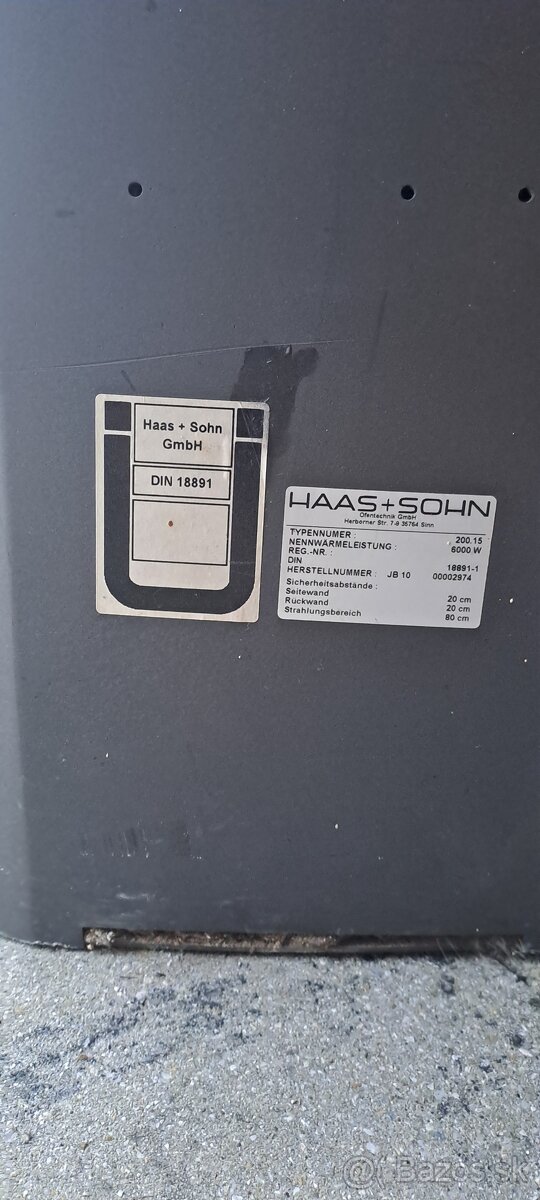 Haas + Sohn
GmbH
DIN 18891
HAAS+SOHN
Ofentechnik GmbH
Herborner Str. 7-9 35764 Sinn
TYPENNUMER : 200.15
NENNWÄRMELEISTUNG : 6000 W
REG.-NR. :
DIN 18891-1
HERSTELLNUMMER : JB 10 00002974
Sicherheitsabstände :
Seitewand 20 cm
Rückwand 20 cm
Strahlungsbereich 80 cm
@ Bazos.sk